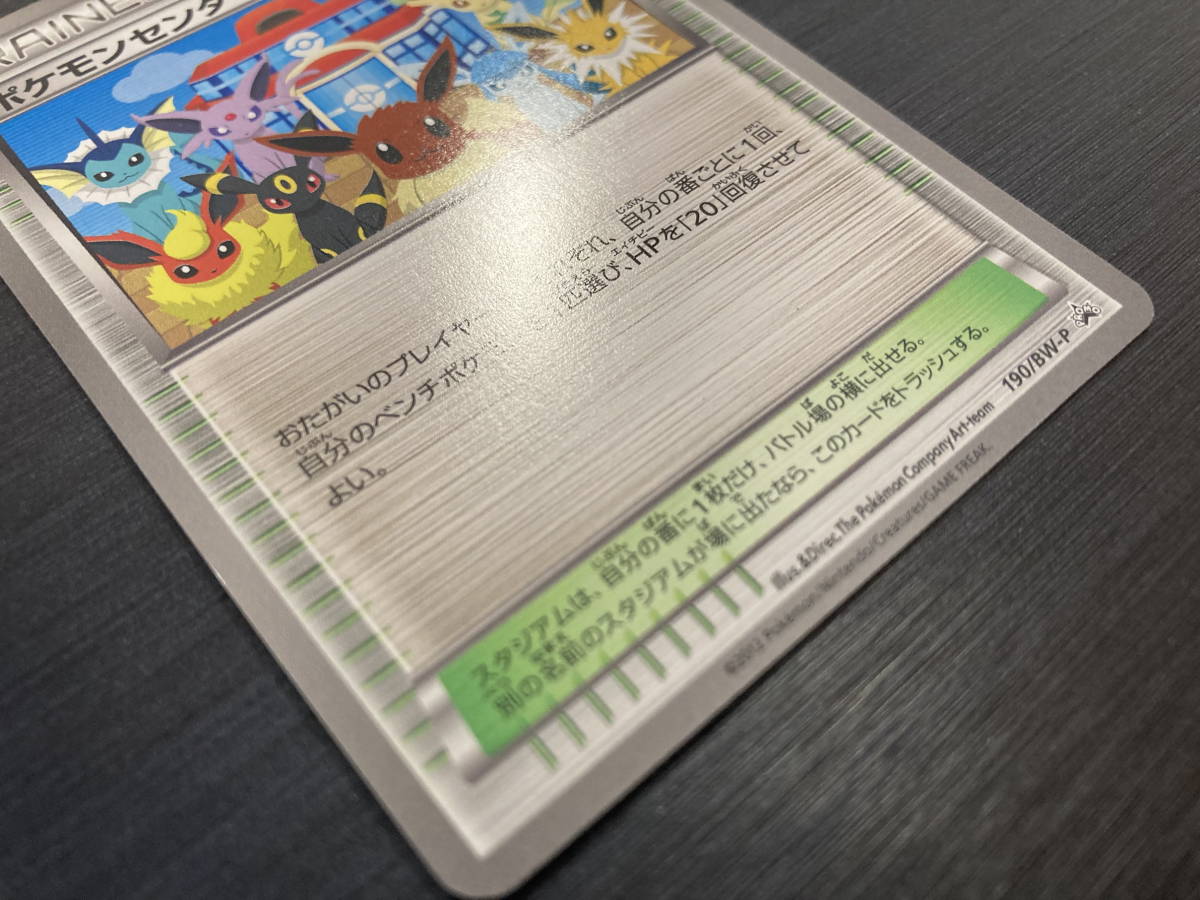 RAINE
ポケモンセンタ
おたがいのプレイヤ それ、自分の番ごとに1回、
自分のベンチポケ 匹選び、HPを「20」回復させて
よい。
スタジアムは、自分の番に1枚だけ、バトル場の横に出せる。
別の名前のスタジアムが場に出たなら、このカードをトラッシュする。
Illus.&Direc.The Pokémon Company Art-team
190/BW-P
PROMO
©2012 Pokémon/Nintendo/Creatures/GAME FREAK.